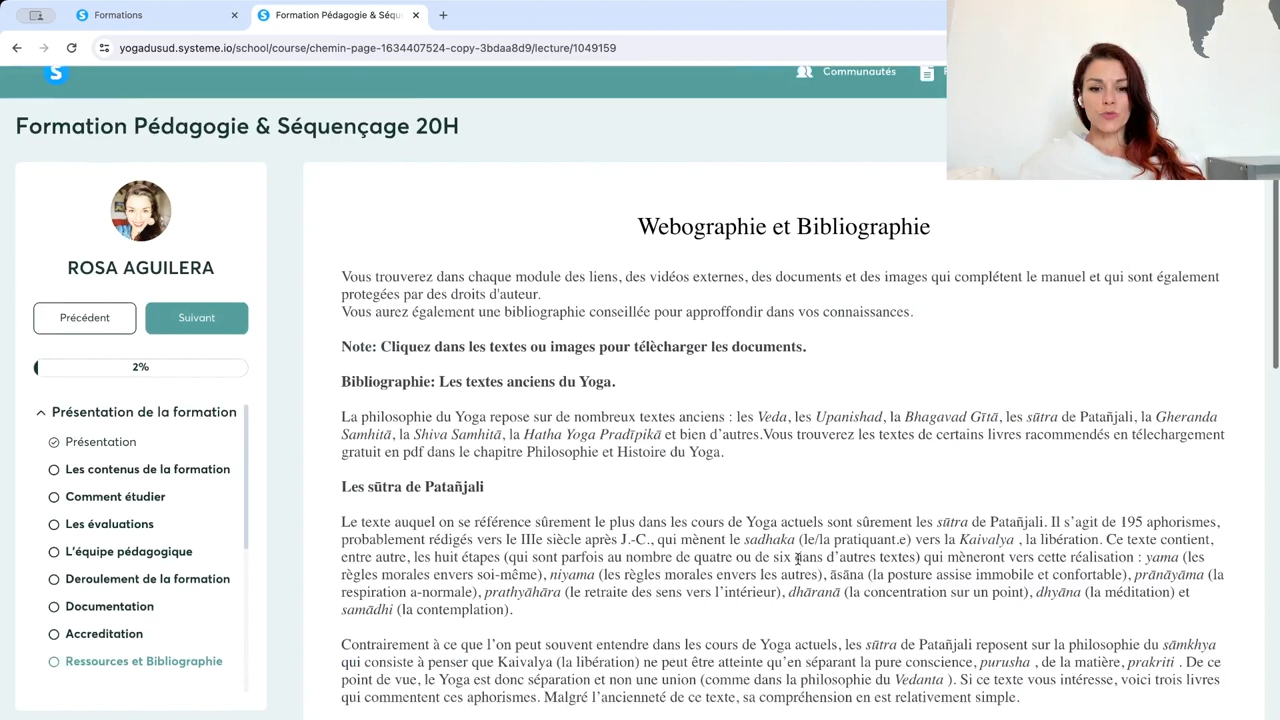 Formations
Formation Pédagogie & Séqu
yogadusud.systeme.io/school/course/chemin-page-1634407524-copy-3bdaa8d9/lecture/1049159
S
Communautés
Formation Pédagogie & Séquençage 20H
ROSA AGUILERA
Précédent
Suivant
2%
Présentation de la formation
Présentation
Les contenus de la formation
Comment étudier
Les évaluations
L'équipe pédagogique
Deroulement de la formation
Documentation
Accreditation
Ressources et Bibliographie
Webographie et Bibliographie
Vous trouverez dans chaque module des liens, des vidéos externes, des documents et des images qui complétent le manuel et qui sont également
protegées par des droits d'auteur.
Vous aurez également une bibliographie conseillée pour approffondir dans vos connaissances.
Note: Cliquez dans les textes ou images pour télècharger les documents.
Bibliographie: Les textes anciens du Yoga.
La philosophie du Yoga repose sur de nombreux textes anciens : les Veda, les Upanishad, la Bhagavad Gītā, les sūtra de Patañjali, la Gheranda
Samhitā, la Shiva Samhitā, la Hatha Yoga Pradīpikā et bien d’autres.Vous trouverez les textes de certains livres racommendés en télechargement
gratuit en pdf dans le chapitre Philosophie et Histoire du Yoga.
Les sūtra de Patañjali
Le texte auquel on se référence sûrement le plus dans les cours de Yoga actuels sont sûrement les sūtra de Patañjali. Il s’agit de 195 aphorismes,
probablement rédigés vers le IIIe siècle après J.-C., qui mènent le sadhaka (le/la pratiquant.e) vers la Kaivalya , la libération. Ce texte contient,
entre autre, les huit étapes (qui sont parfois au nombre de quatre ou de six dans d’autres textes) qui mèneront vers cette réalisation : yama (les
règles morales envers soi-même), niyama (les règles morales envers les autres), āsāna (la posture assise immobile et confortable), prānāyāma (la
respiration a-normale), prathyāhāra (le retraite des sens vers l’intérieur), dhāranā (la concentration sur un point), dhyāna (la méditation) et
samādhi (la contemplation).
Contrairement à ce que l’on peut souvent entendre dans les cours de Yoga actuels, les sūtra de Patañjali reposent sur la philosophie du sāmkhya
qui consiste à penser que Kaivalya (la libération) ne peut être atteinte qu’en séparant la pure conscience, purusha , de la matière, prakriti . De ce
point de vue, le Yoga est donc séparation et non une union (comme dans la philosophie du Vedanta ). Si ce texte vous intéresse, voici trois livres
qui commentent ces aphorismes. Malgré l’ancienneté de ce texte, sa compréhension en est relativement simple.